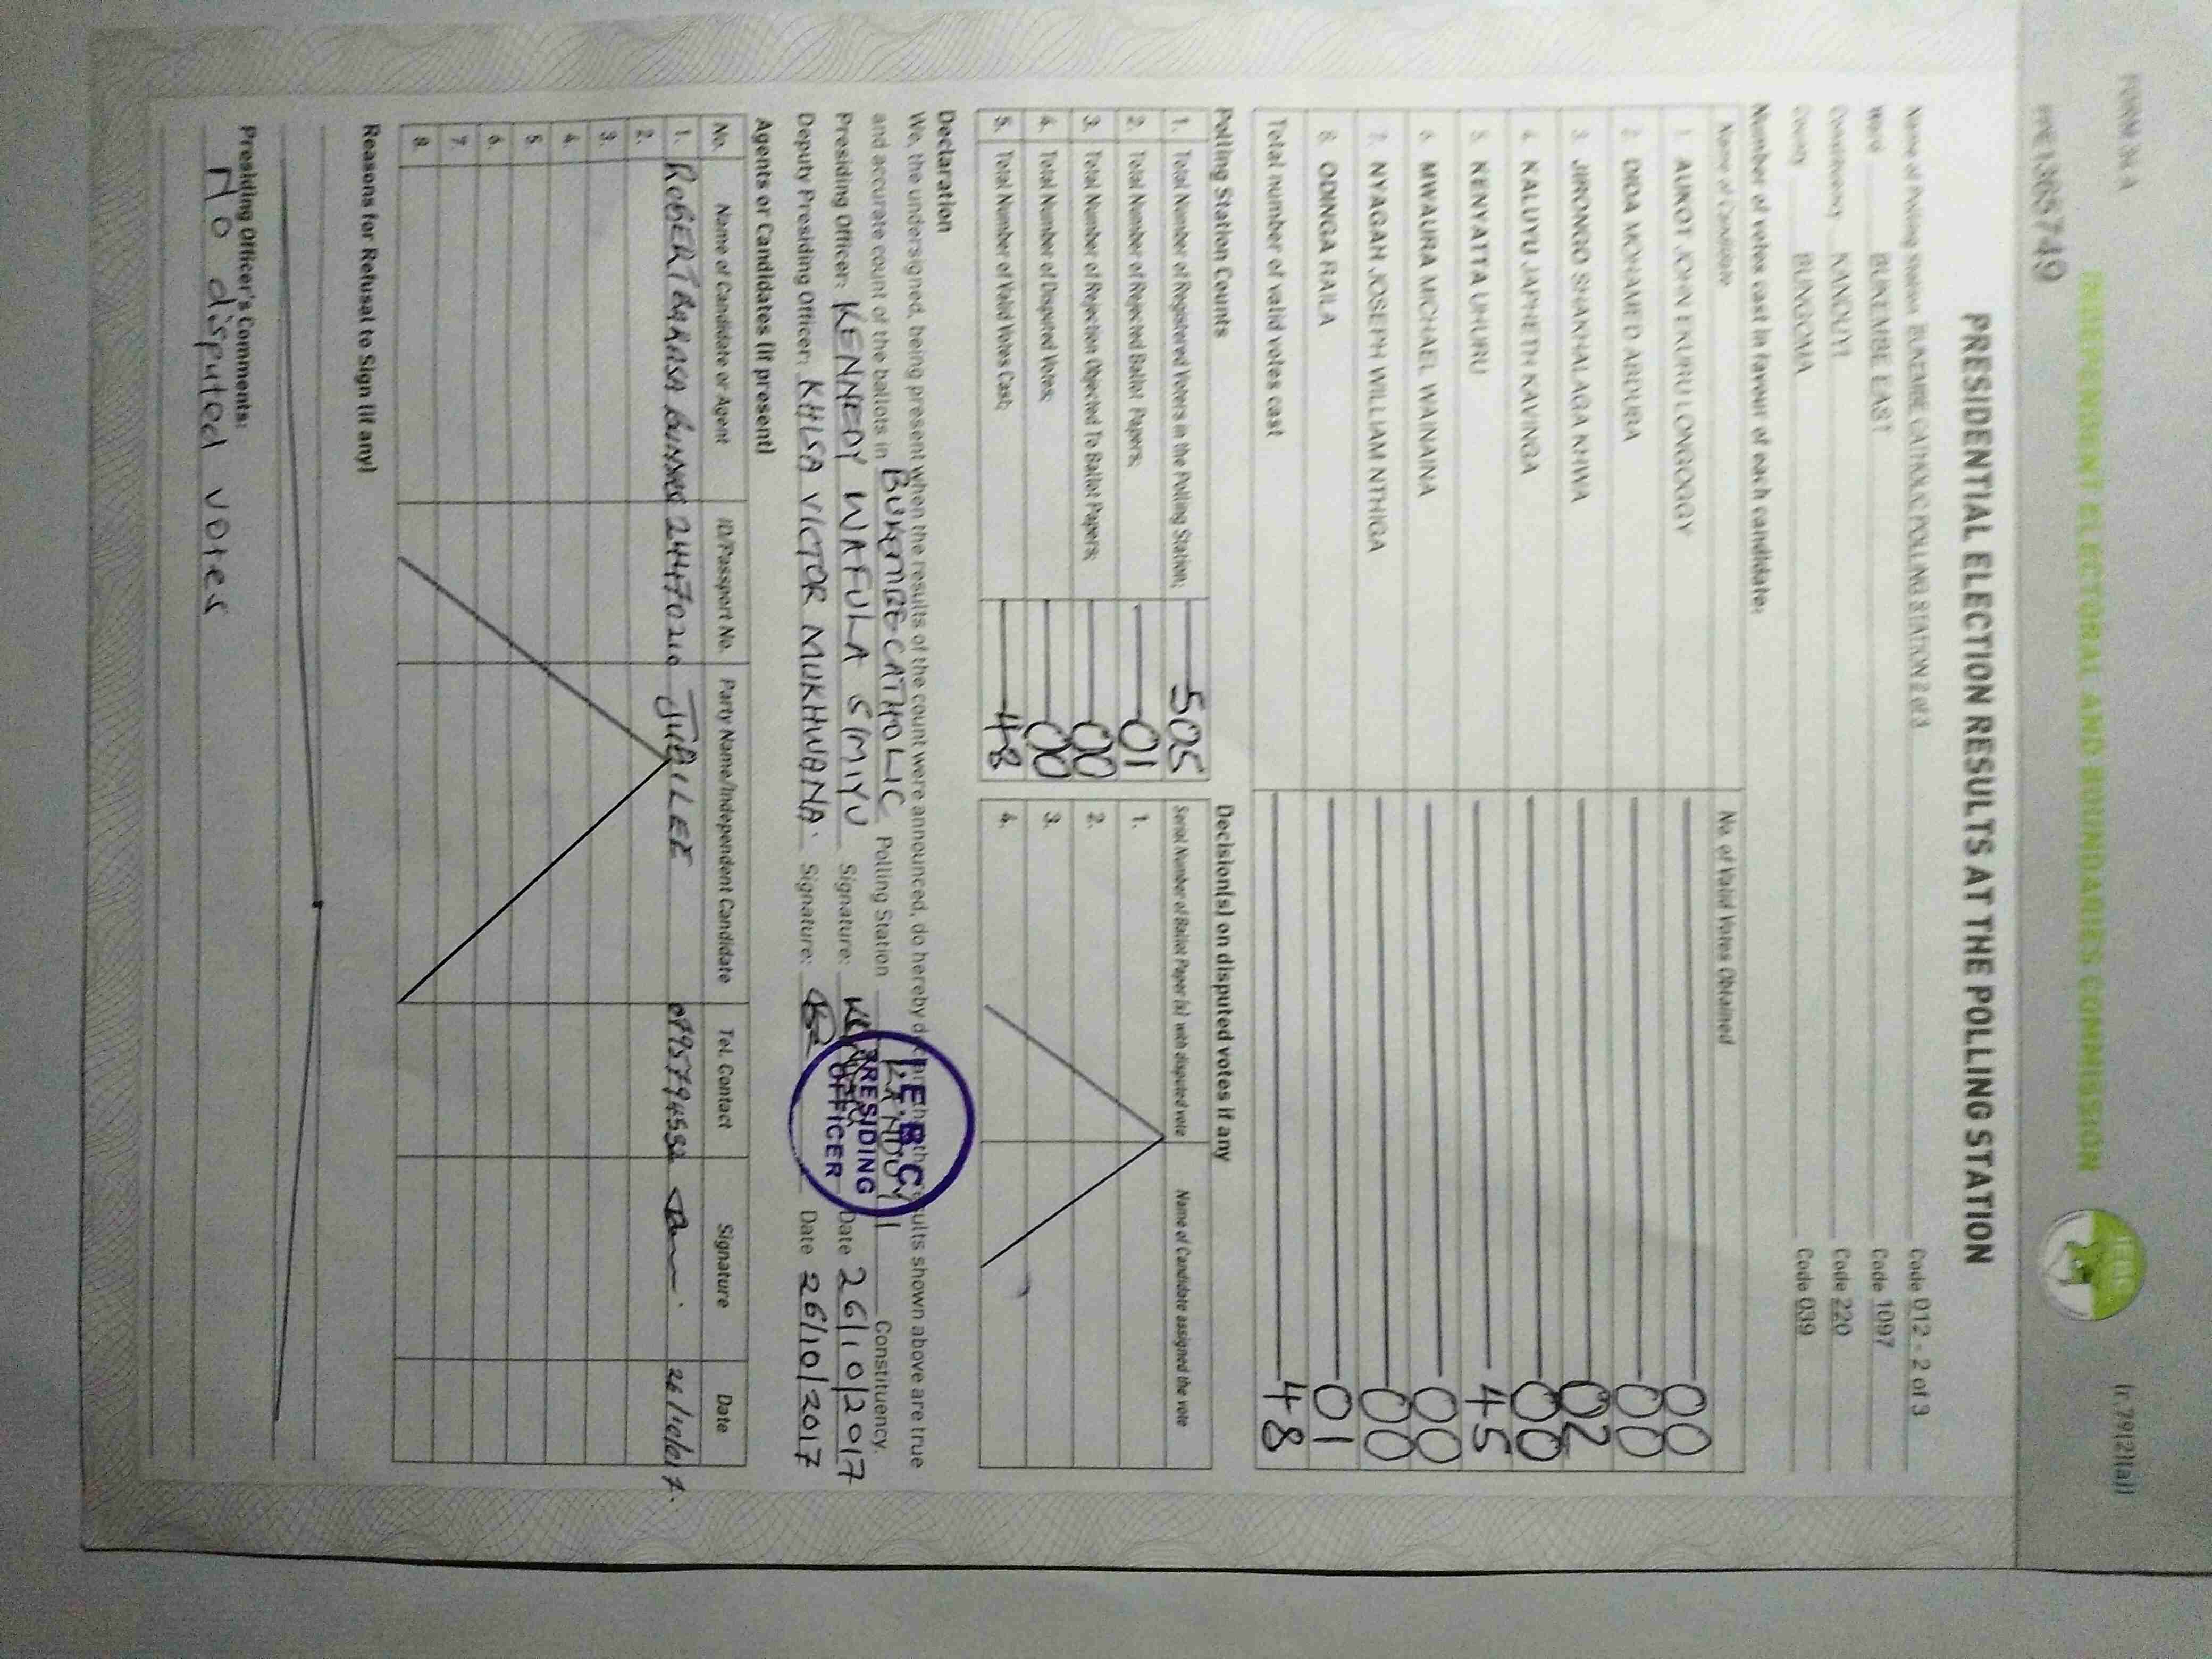 FORM 34 A
(r.79(2)(a))
INDEPENDENT ELECTORAL AND BOUNDARIES COMMISSION
IEBC
PRESIDENTIAL ELECTION RESULTS AT THE POLLING STATION
Name of Polling Station BUKEMBE CATHOLIC POLLING STATION 2 of 3 Code 012 - 2 of 3
Ward BUKEMBE EAST Code 1097
Constituency KANDUYI Code 220
County BUNGOMA Code 039
Number of votes cast in favour of each candidate:
Name of Candidate No. of Valid Votes Obtained
1. AUKOT JOHN EKURU LONGOGGY 00
2. DIDA MOHAMED ABDUBA 00
3. JIRONGO SHAKHALAGA KHWA 02
4. KALUYU JAPHETH KAVINGA 00
5. KENYATTA UHURU 45
6. MWAURA MICHAEL WAINAINA 00
7. NYAGAH JOSEPH WILLIAM NTHIGA 00
8. ODINGA RAILA 01
Total number of valid votes cast 48
Polling Station Counts
1. Total Number of Registered Voters in the Polling Station; 505
2. Total Number of Rejected Ballot Papers; 01
3. Total Number of Rejection Objected To Ballot Papers; 00
4. Total Number of Disputed Votes; 00
5. Total Number of Valid Votes Cast; 48
Decision(s) on disputed votes if any
Serial Number of Ballot Paper (s) with disputed vote Name of Candidate assigned the vote
1.
2.
3.
4.
Declaration
We, the undersigned, being present when the results of the count were announced, do hereby declare that the results shown above are true
and accurate count of the ballots in BUKEMBE CATHOLIC Polling Station KANDUYI Constituency.
Presiding Officer: KENNEDY WAFULA SIMIYU Signature: Date 26/10/2017
Deputy Presiding Officer: KHISA VICTOR MUKHWANA. Signature: Date 26/10/2017
I.E.B.C
PRESIDING
OFFICER
Agents or Candidates (if present)
No. Name of Candidate or Agent ID/Passport No. Party Name/Independent Candidate Tel. Contact Signature Date
1. ROBERT BARASA JUBILEE
2.
3.
4.
5.
6.
7.
8.
Reasons for Refusal to Sign (if any)
Presiding Officer's Comments:
NO disputed votes